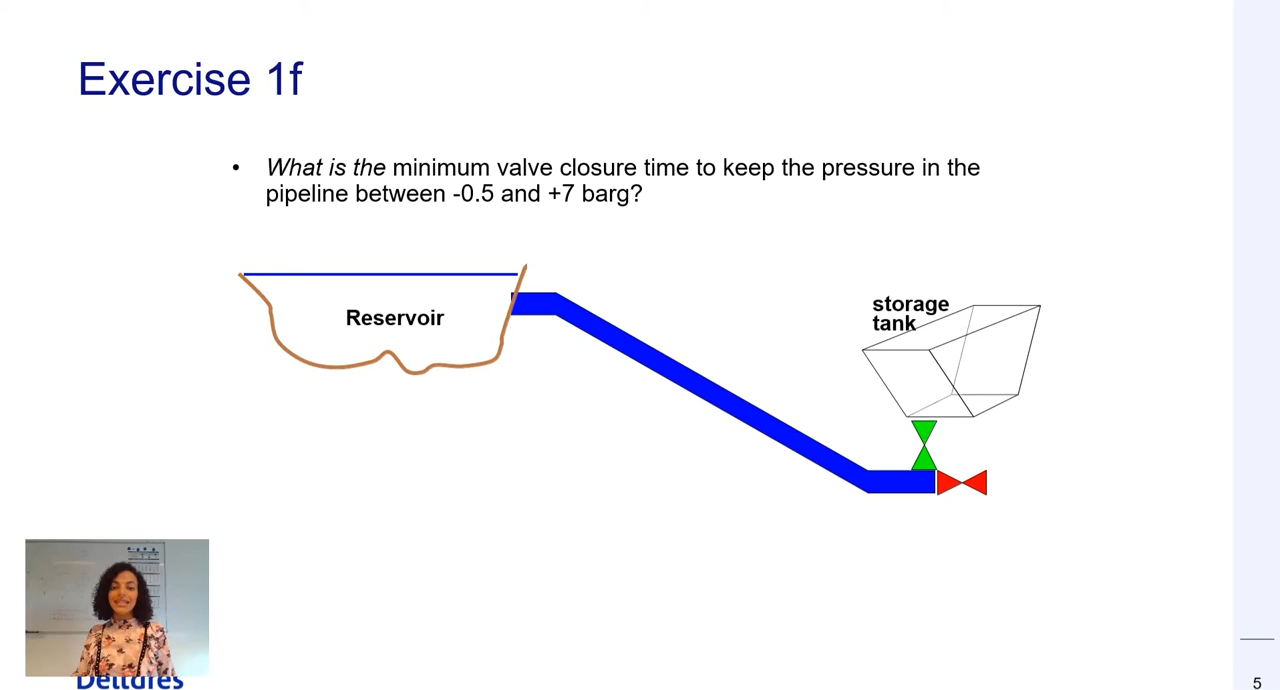 Exercise 1f
• What is the minimum valve closure time to keep the pressure in the
pipeline between -0.5 and +7 barg?
Reservoir
storage
tank
Deltares
5